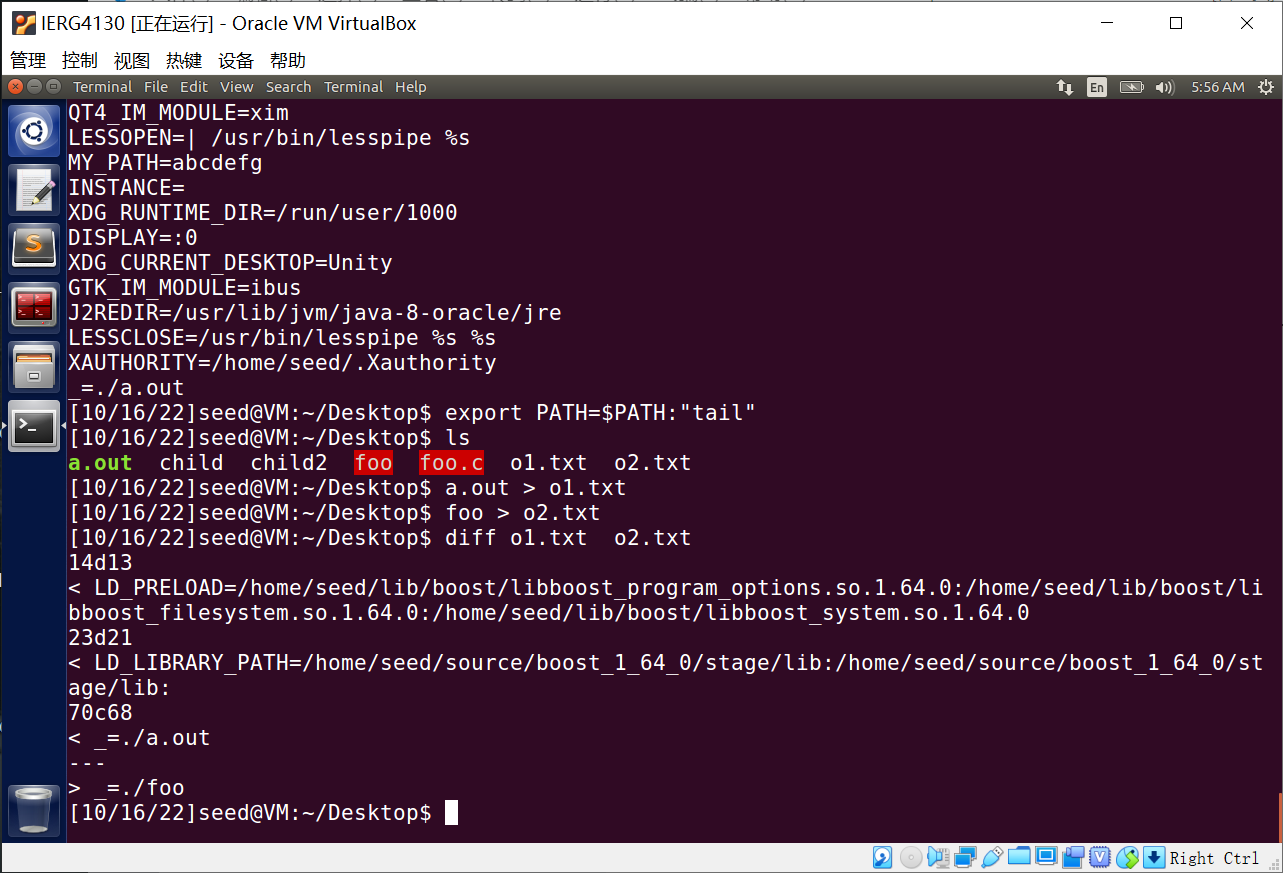 IERG4130 [正在运行] - Oracle VM VirtualBox
管理 控制 视图 热键 设备 帮助
Terminal File Edit View Search Terminal Help En 5:56 AM
QT4_IM_MODULE=xim
LESSOPEN=| /usr/bin/lesspipe %s
MY_PATH=abcdefg
INSTANCE=
XDG_RUNTIME_DIR=/run/user/1000
DISPLAY=:0
XDG_CURRENT_DESKTOP=Unity
GTK_IM_MODULE=ibus
J2REDIR=/usr/lib/jvm/java-8-oracle/jre
LESSCLOSE=/usr/bin/lesspipe %s %s
XAUTHORITY=/home/seed/.Xauthority
_=./a.out
[10/16/22]seed@VM:~/Desktop$ export PATH=$PATH:"tail"
[10/16/22]seed@VM:~/Desktop$ ls
a.out  child  child2  foo  foo.c  o1.txt  o2.txt
[10/16/22]seed@VM:~/Desktop$ a.out > o1.txt
[10/16/22]seed@VM:~/Desktop$ foo > o2.txt
[10/16/22]seed@VM:~/Desktop$ diff o1.txt  o2.txt
14d13
< LD_PRELOAD=/home/seed/lib/boost/libboost_program_options.so.1.64.0:/home/seed/lib/boost/li
bboost_filesystem.so.1.64.0:/home/seed/lib/boost/libboost_system.so.1.64.0
23d21
< LD_LIBRARY_PATH=/home/seed/source/boost_1_64_0/stage/lib:/home/seed/source/boost_1_64_0/st
age/lib:
70c68
< _=./a.out
---
> _=./foo
[10/16/22]seed@VM:~/Desktop$
Right Ctrl